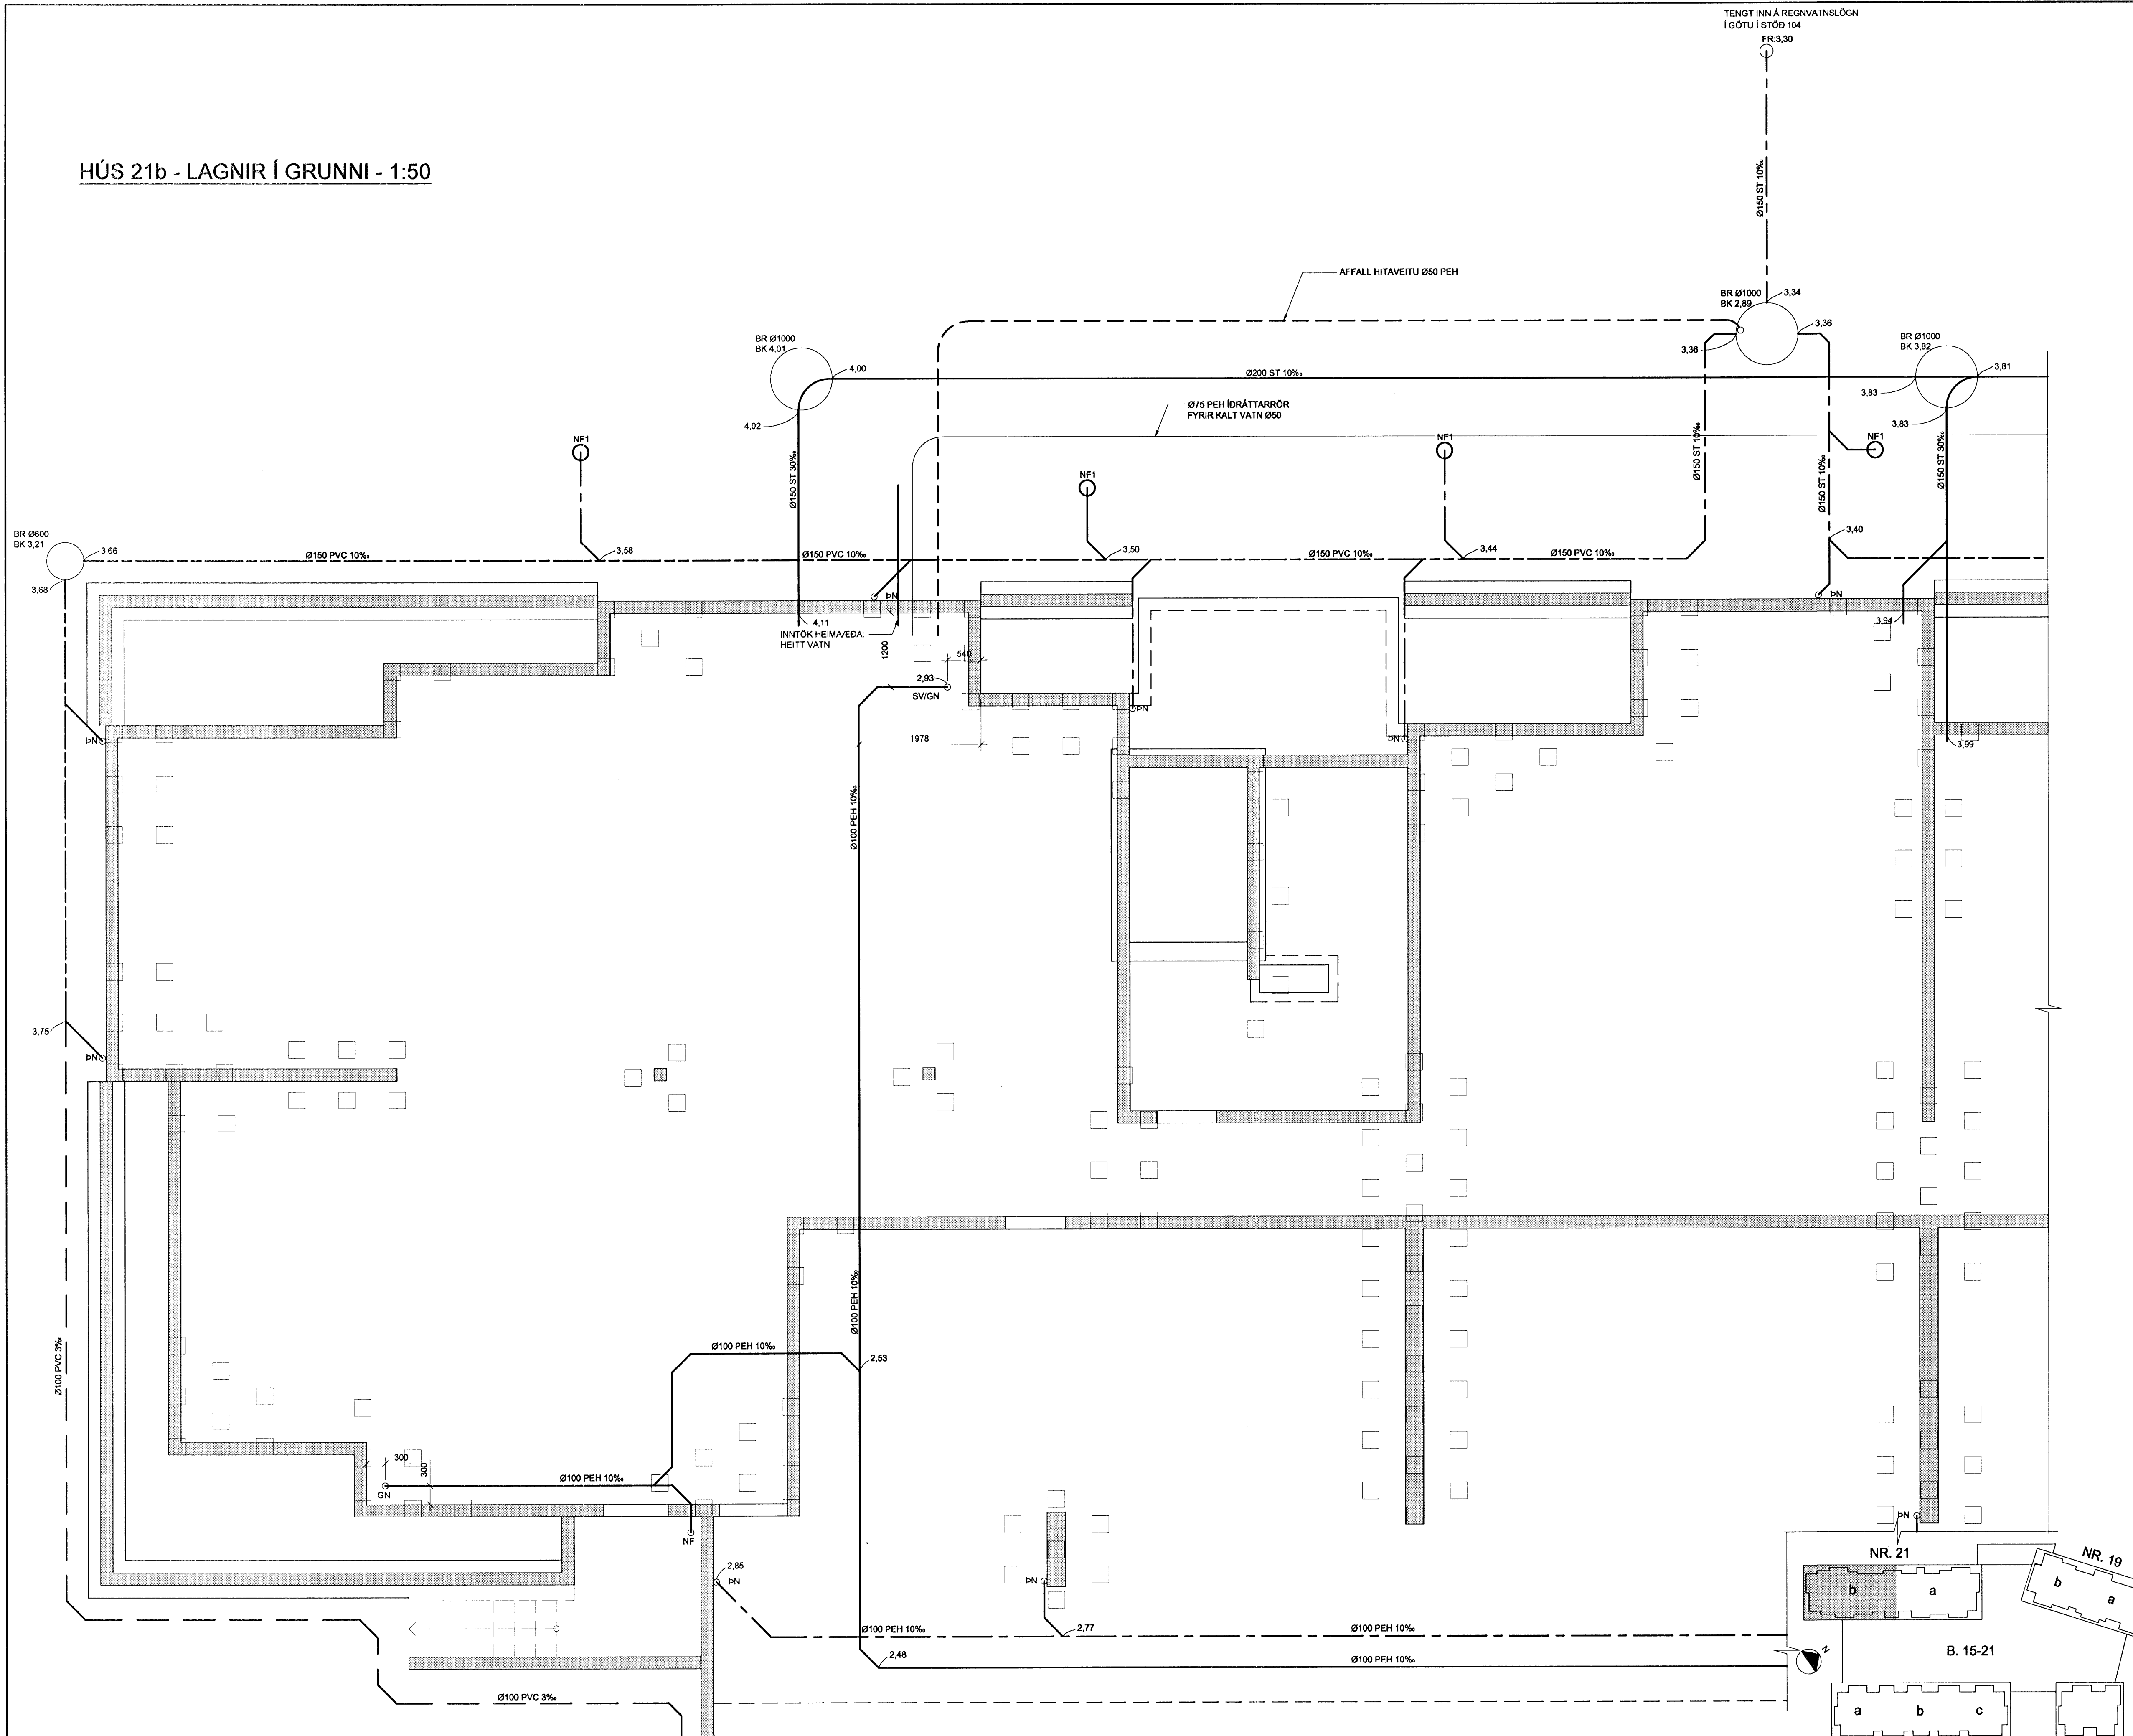 TENGT INN Á REGNVATNSLÖGN
Í GÖTU Í STÖÐ 104
FR:3,30
HÚS 21b - LAGNIR Í GRUNNI - 1:50
Ø150 ST 10‰
AFFALL HITAVEITU Ø50 PEH
BR Ø1000
BK 2,89
3,34
3,36
3,36
BR Ø1000
BK 4,01
4,00
4,02
Ø200 ST 10‰
BR Ø1000
BK 3,82
3,81
3,83
3,83
Ø75 PEH ÍDRÁTTARRÖR
FYRIR KALT VATN Ø50
NF1
NF1
NF1
NF1
Ø150 ST 30‰
Ø150 ST 10‰
Ø150 ST 10‰
Ø150 ST 30‰
BR Ø600
BK 3,21
3,66
3,68
Ø150 PVC 10‰
3,58
Ø150 PVC 10‰
3,50
Ø150 PVC 10‰
3,44
Ø150 PVC 10‰
3,40
ÞN
ÞN
4,11
INNTÖK HEIMÆÐA:
HEITT VATN
1200
540
3,94
2,93
SV/GN
1978
ÞN
ÞN
ÞN
3,99
Ø100 PEH 10‰
3,75
ÞN
Ø100 PEH 10‰
Ø100 PVC 3‰
Ø100 PEH 10‰
2,53
300
300
GN
Ø100 PEH 10‰
NF
2,85
ÞN
ÞN
ÞN
2,77
Ø100 PEH 10‰
Ø100 PEH 10‰
2,48
Ø100 PEH 10‰
Ø100 PVC 3‰
NR. 21
NR. 19
b
a
b
a
N
B. 15-21
a
b
c